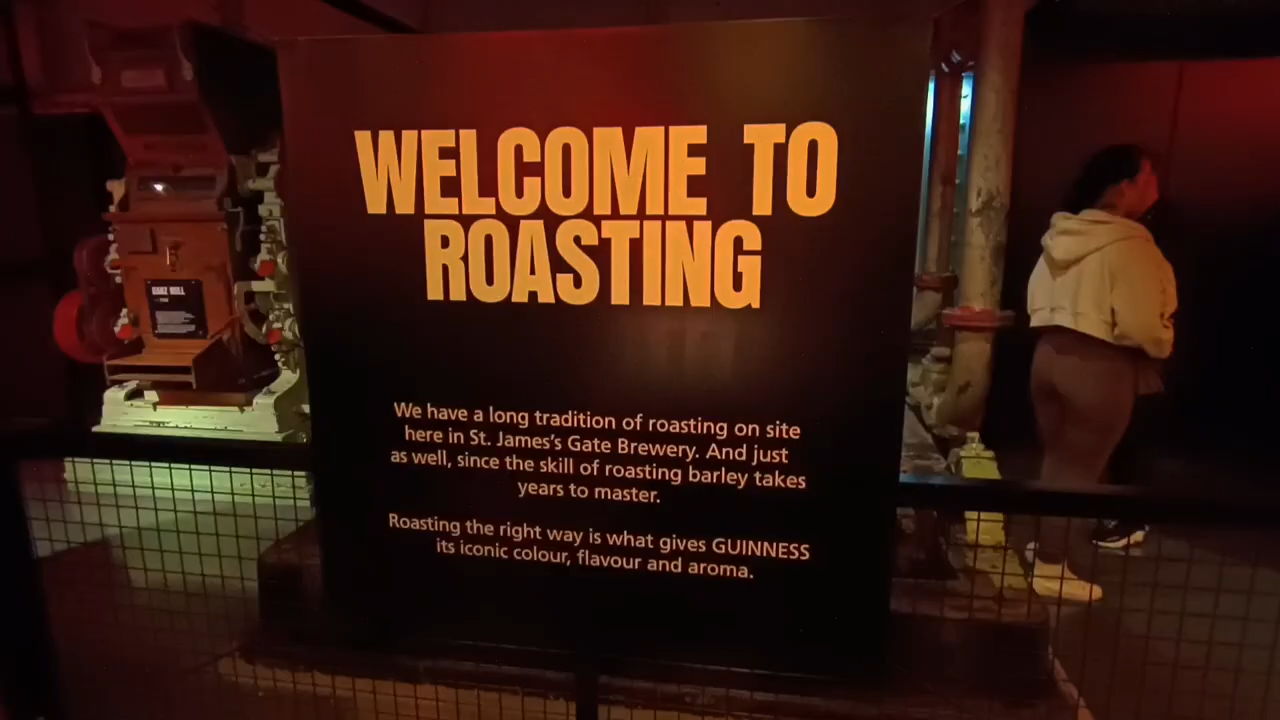 WELCOME TO
ROASTING
We have a long tradition of roasting on site
here in St. James's Gate Brewery. And just
as well, since the skill of roasting barley takes
years to master.
Roasting the right way is what gives GUINNESS
its iconic colour, flavour and aroma.
MILL